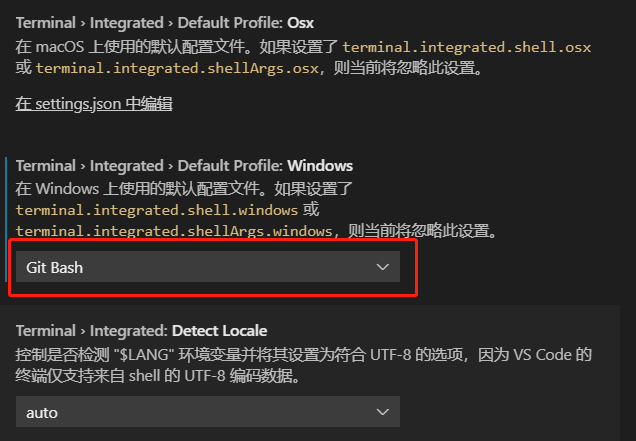 Terminal › Integrated › Default Profile: Osx
在 macOS 上使用的默认配置文件。如果设置了 terminal.integrated.shell.osx
或 terminal.integrated.shellArgs.osx，则当前将忽略此设置。
在 settings.json 中编辑
Terminal › Integrated › Default Profile: Windows
在 Windows 上使用的默认配置文件。如果设置了
terminal.integrated.shell.windows 或
terminal.integrated.shellArgs.windows，则当前将忽略此设置。
Git Bash
Terminal › Integrated: Detect Locale
控制是否检测 "$LANG" 环境变量并将其设置为符合 UTF-8 的选项，因为 VS Code 的
终端仅支持来自 shell 的 UTF-8 编码数据。
auto